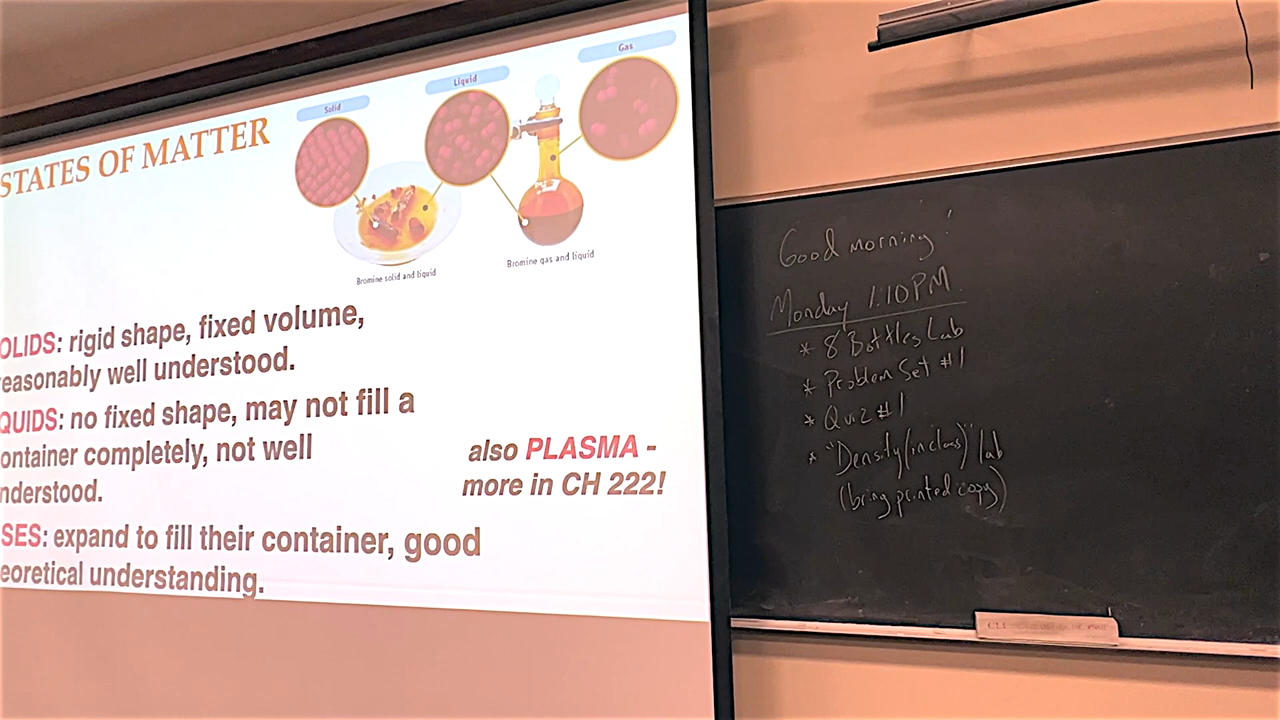 STATES OF MATTER
Solid
Liquid
Gas
Bromine solid and liquid
Bromine gas and liquid
OLIDS: rigid shape, fixed volume,
easonably well understood.
QUIDS: no fixed shape, may not fill a
ontainer completely, not well
nderstood.
also PLASMA -
more in CH 222!
SES: expand to fill their container, good
eoretical understanding.
Good morning!
Monday 1:10PM
* 8 Bottles Lab
* Problem Set #1
* Quiz #1
* "Density (in class)" lab
(bring printed copy)